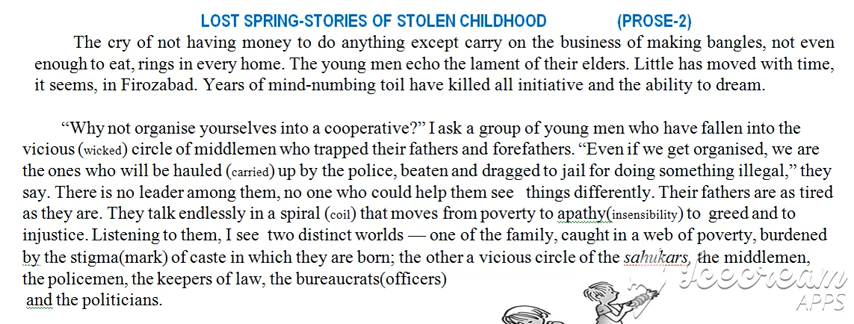 LOST SPRING-STORIES OF STOLEN CHILDHOOD (PROSE-2)
The cry of not having money to do anything except carry on the business of making bangles, not even
enough to eat, rings in every home. The young men echo the lament of their elders. Little has moved with time,
it seems, in Firozabad. Years of mind-numbing toil have killed all initiative and the ability to dream.
“Why not organise yourselves into a cooperative?” I ask a group of young men who have fallen into the
vicious (wicked) circle of middlemen who trapped their fathers and forefathers. “Even if we get organised, we are
the ones who will be hauled (carried) up by the police, beaten and dragged to jail for doing something illegal,” they
say. There is no leader among them, no one who could help them see things differently. Their fathers are as tired
as they are. They talk endlessly in a spiral (coil) that moves from poverty to apathy(insensibility) to greed and to
injustice. Listening to them, I see two distinct worlds — one of the family, caught in a web of poverty, burdened
by the stigma(mark) of caste in which they are born; the other a vicious circle of the sahukars, the middlemen,
the policemen, the keepers of law, the bureaucrats(officers)
and the politicians.
Icecream
APPS